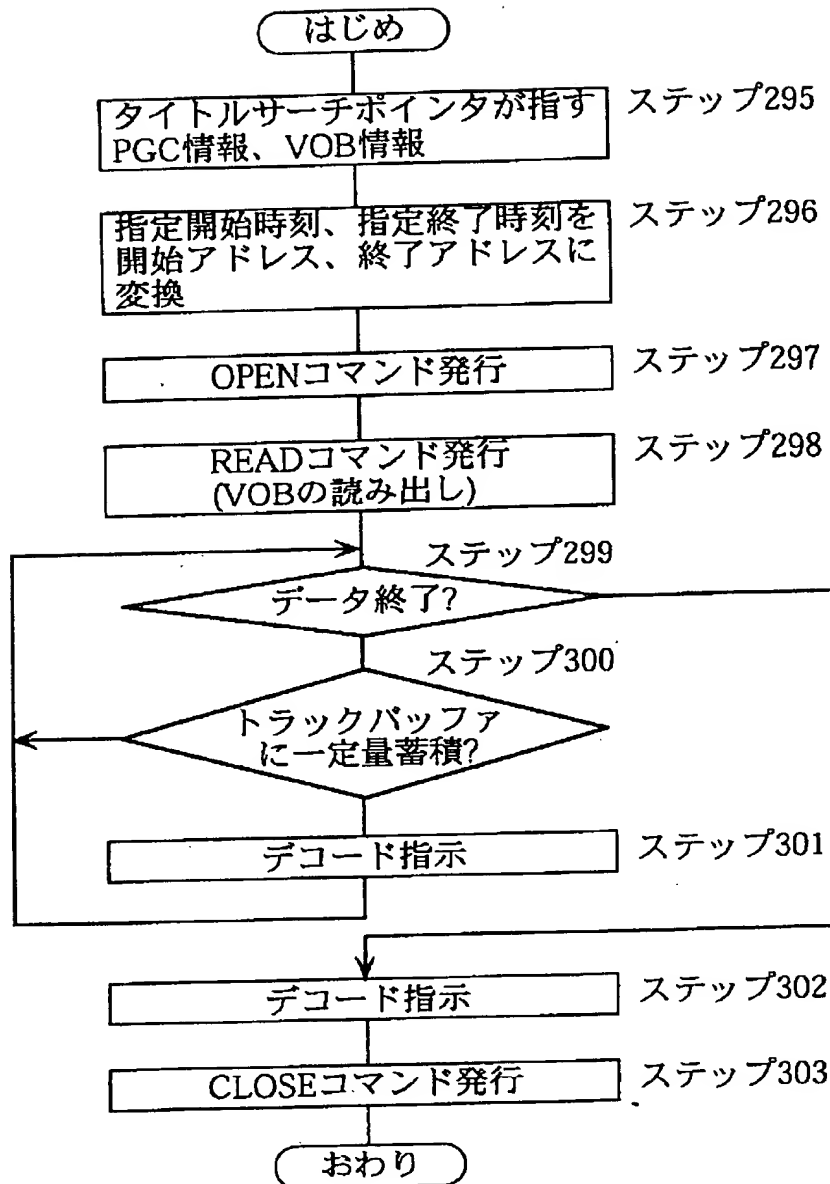 はじめ
タイトルサーチポインタが指す
PGC情報、VOB情報
ステップ295
指定開始時刻、指定終了時刻を
開始アドレス、終了アドレスに
変換
ステップ296
OPENコマンド発行
ステップ297
READコマンド発行
(VOBの読み出し)
ステップ298
ステップ299
データ終了?
ステップ300
トラックバッファ
に一定量蓄積?
デコード指示
ステップ301
デコード指示
ステップ302
CLOSEコマンド発行
ステップ303
おわり